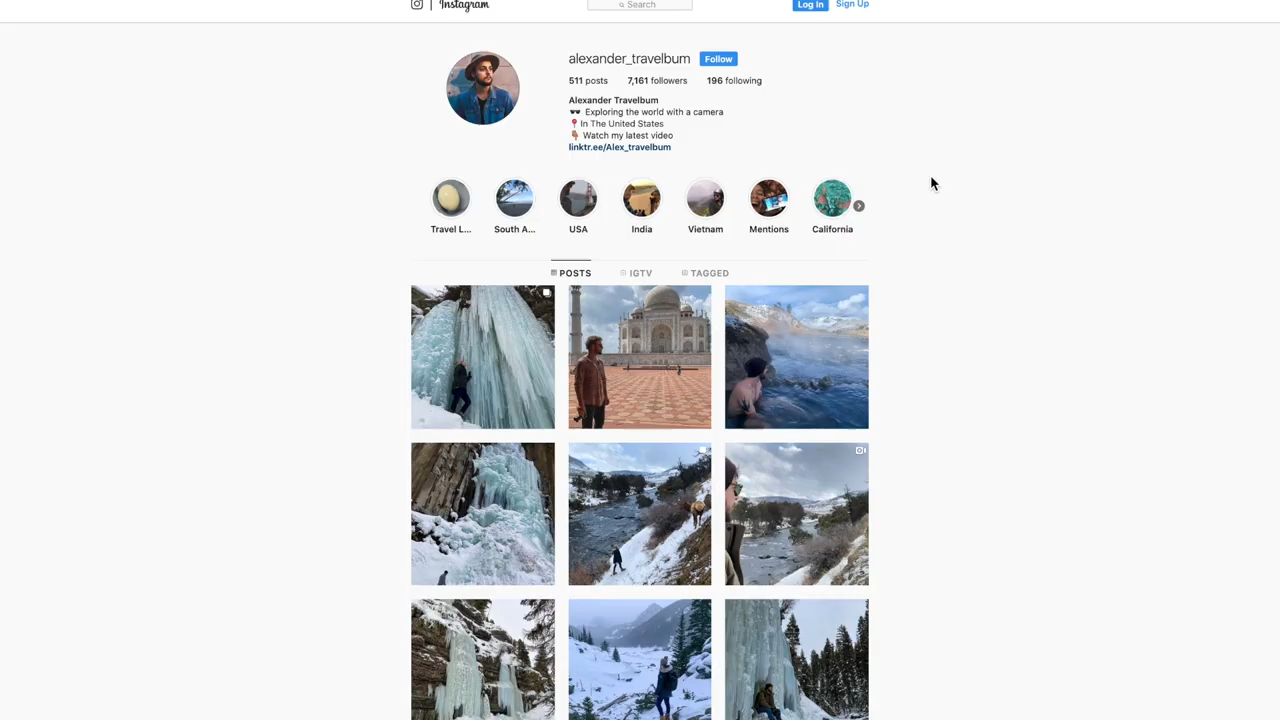 Instagram
Search
Log In
Sign Up
alexander_travelbum
Follow
511 posts 7,161 followers 196 following
Alexander Travelbum
🕶 Exploring the world with a camera
📍In The United States
👇🏽 Watch my latest video
linktr.ee/Alex_travelbum
Travel L... South A... USA India Vietnam Mentions California
POSTS IGTV TAGGED